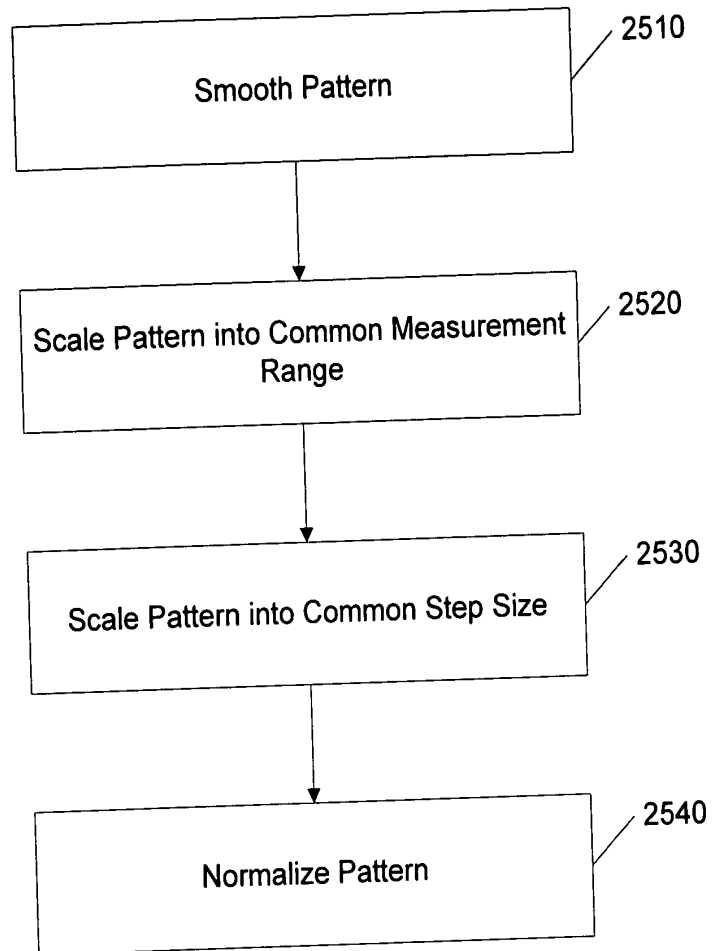 2510
Smooth Pattern
2520
Scale Pattern into Common Measurement
Range
2530
Scale Pattern into Common Step Size
2540
Normalize Pattern